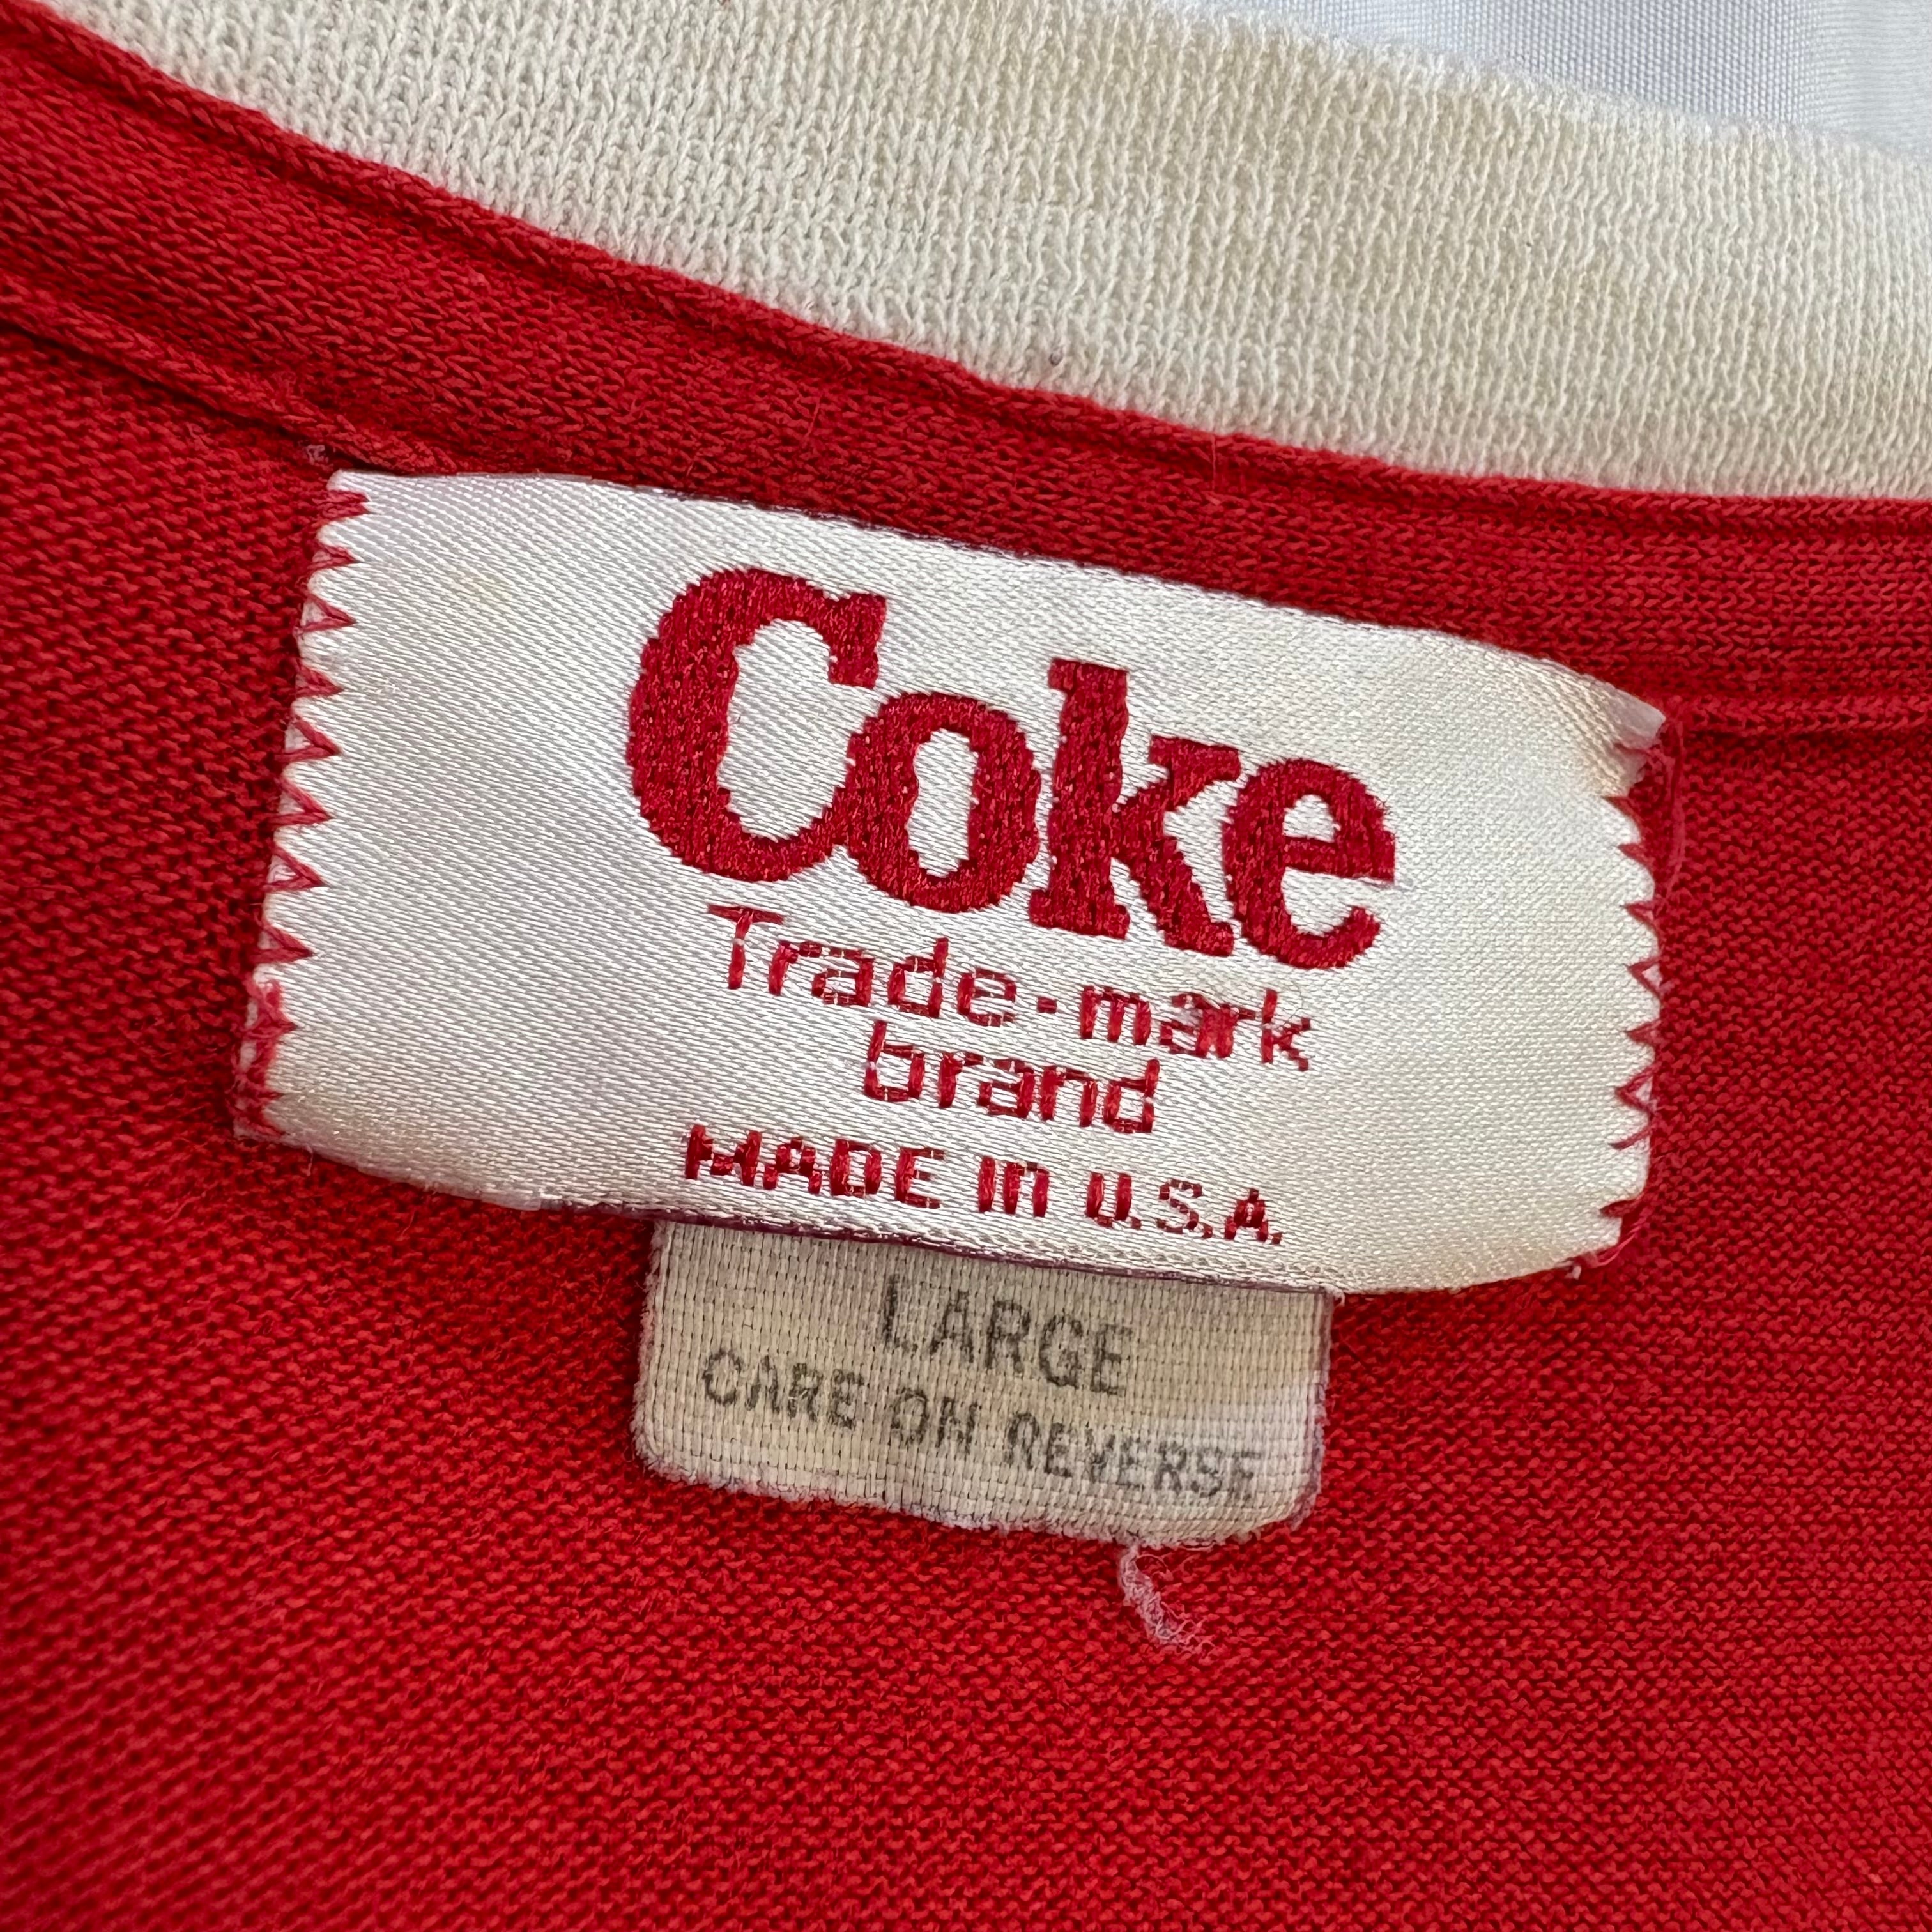 Coke
Trade-mark
brand
MADE in U.S.A.
LARGE
CARE ON REVERSE